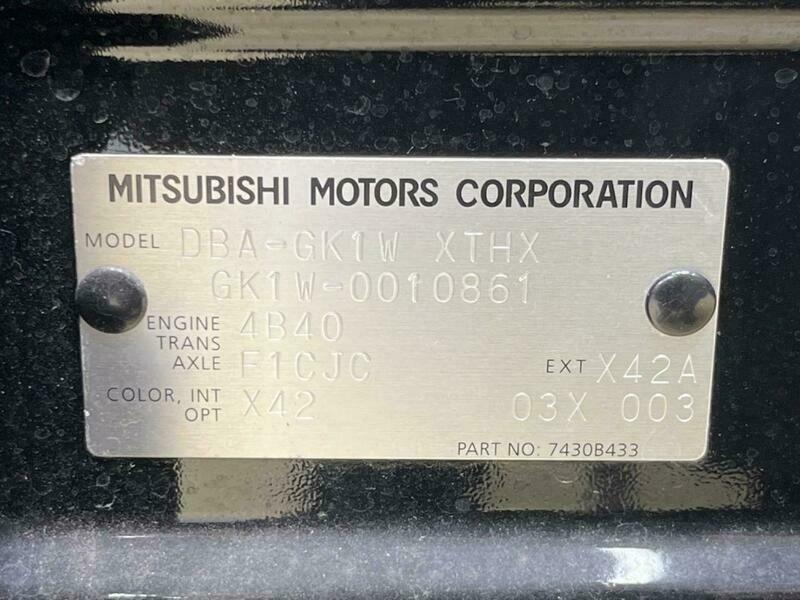 MITSUBISHI MOTORS CORPORATION
MODEL DBA-GK1W XTHX
GK1W-0010861
ENGINE 4B40
TRANS
AXLE F1CJC EXT X42A
COLOR, INT X42 03X 003
OPT
PART NO: 7430B433